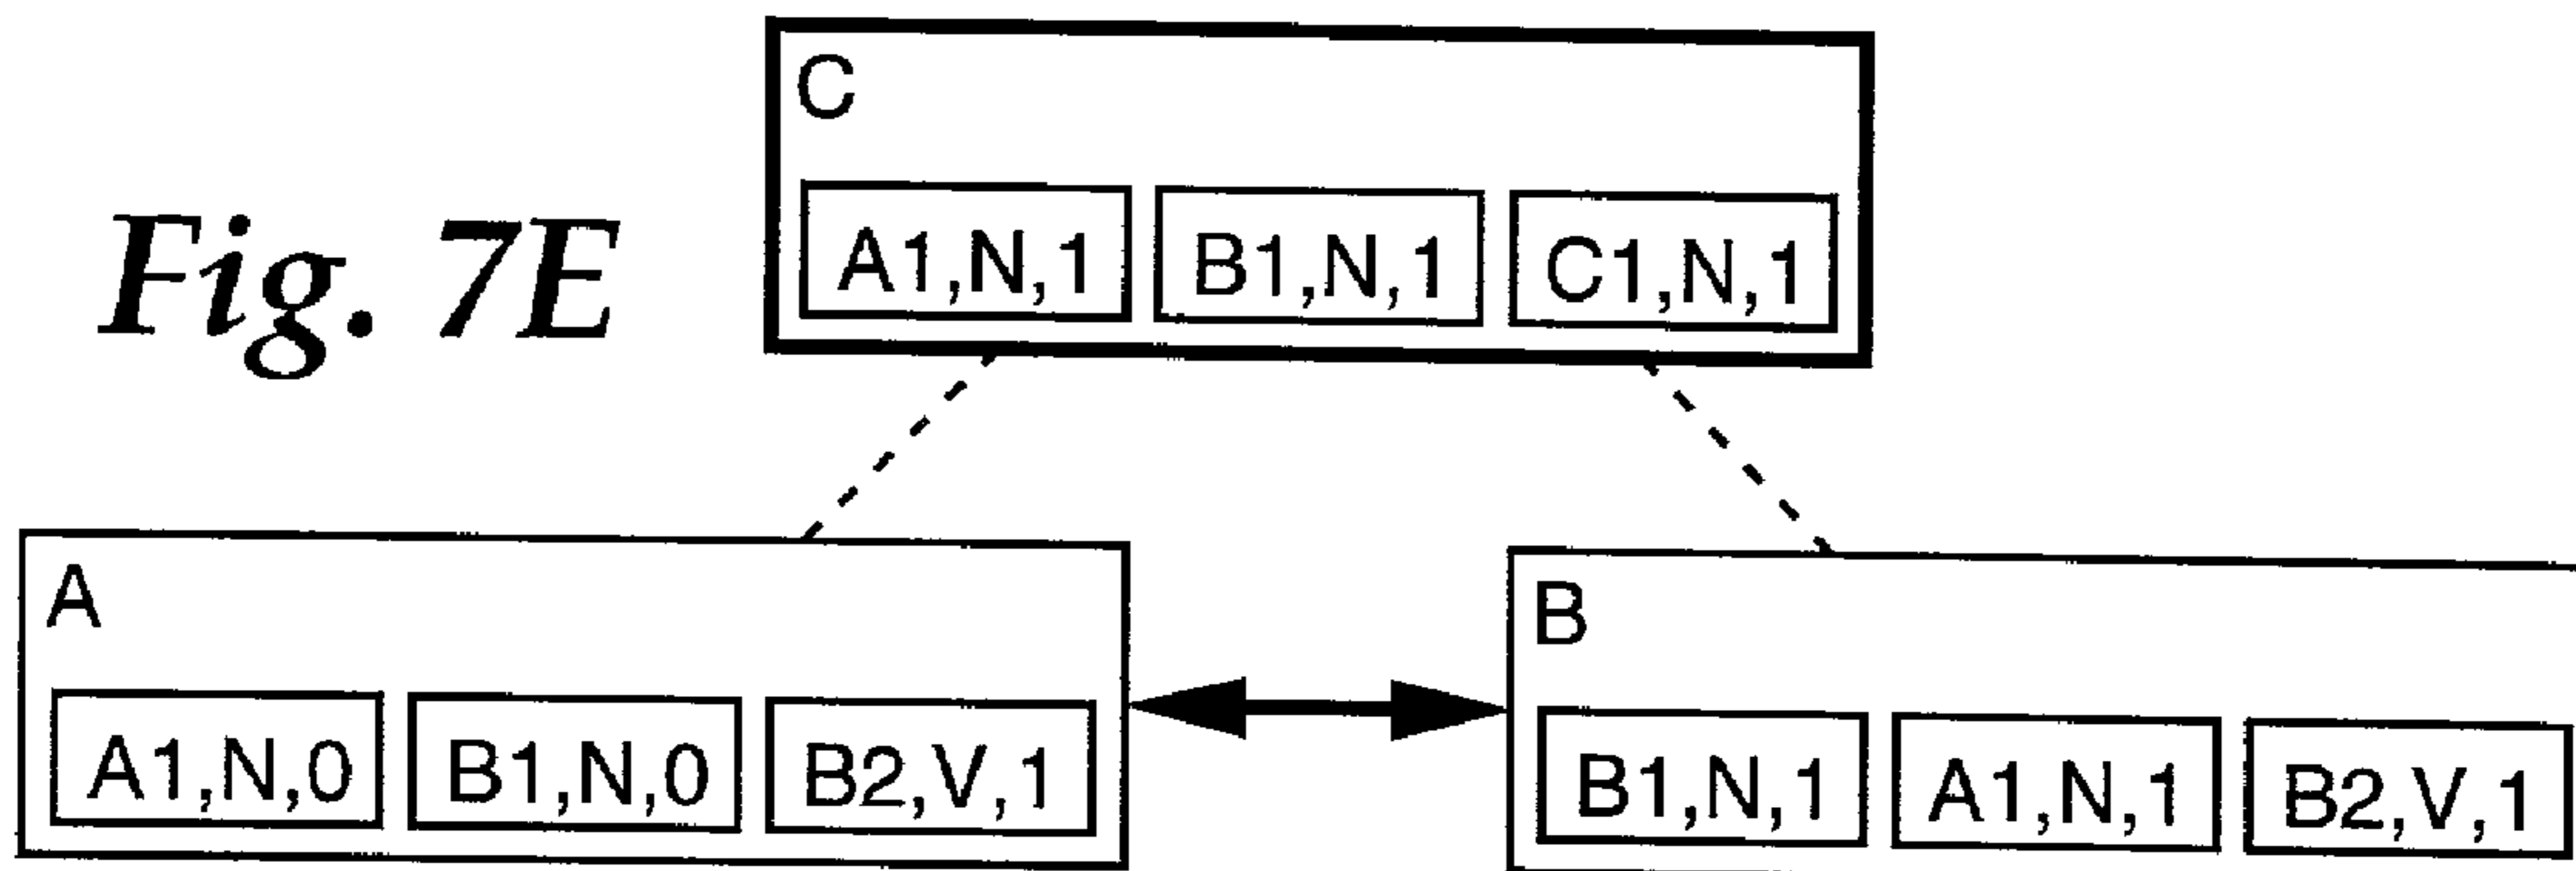 C
A1,N,1 B1,N,1 C1,N,1
Fig. 7E
A
A1,N,0 B1,N,0 B2,V,1
B
B1,N,1 A1,N,1 B2,V,1